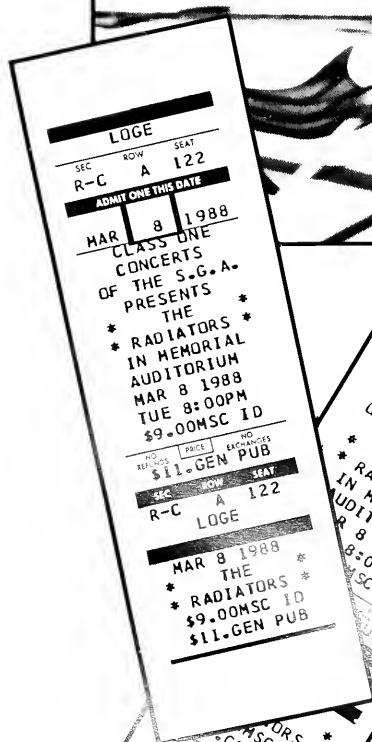 LOGE
SEC ROW SEAT
R-C A 122
ADMIT ONE THIS DATE
MAR 8 1988
CLASS ONE
CONCERTS
OF THE S.G.A.
PRESENTS
* THE *
* RADIATORS *
IN MEMORIAL
AUDITORIUM
MAR 8 1988
TUE 8:00PM
$9.00MSC ID
NO REFUNDS PRICE NO EXCHANGES
$11.GEN PUB
SEC ROW SEAT
R-C A 122
LOGE
MAR 8 1988
* THE *
* RADIATORS *
$9.00MSC ID
$11.GEN PUB